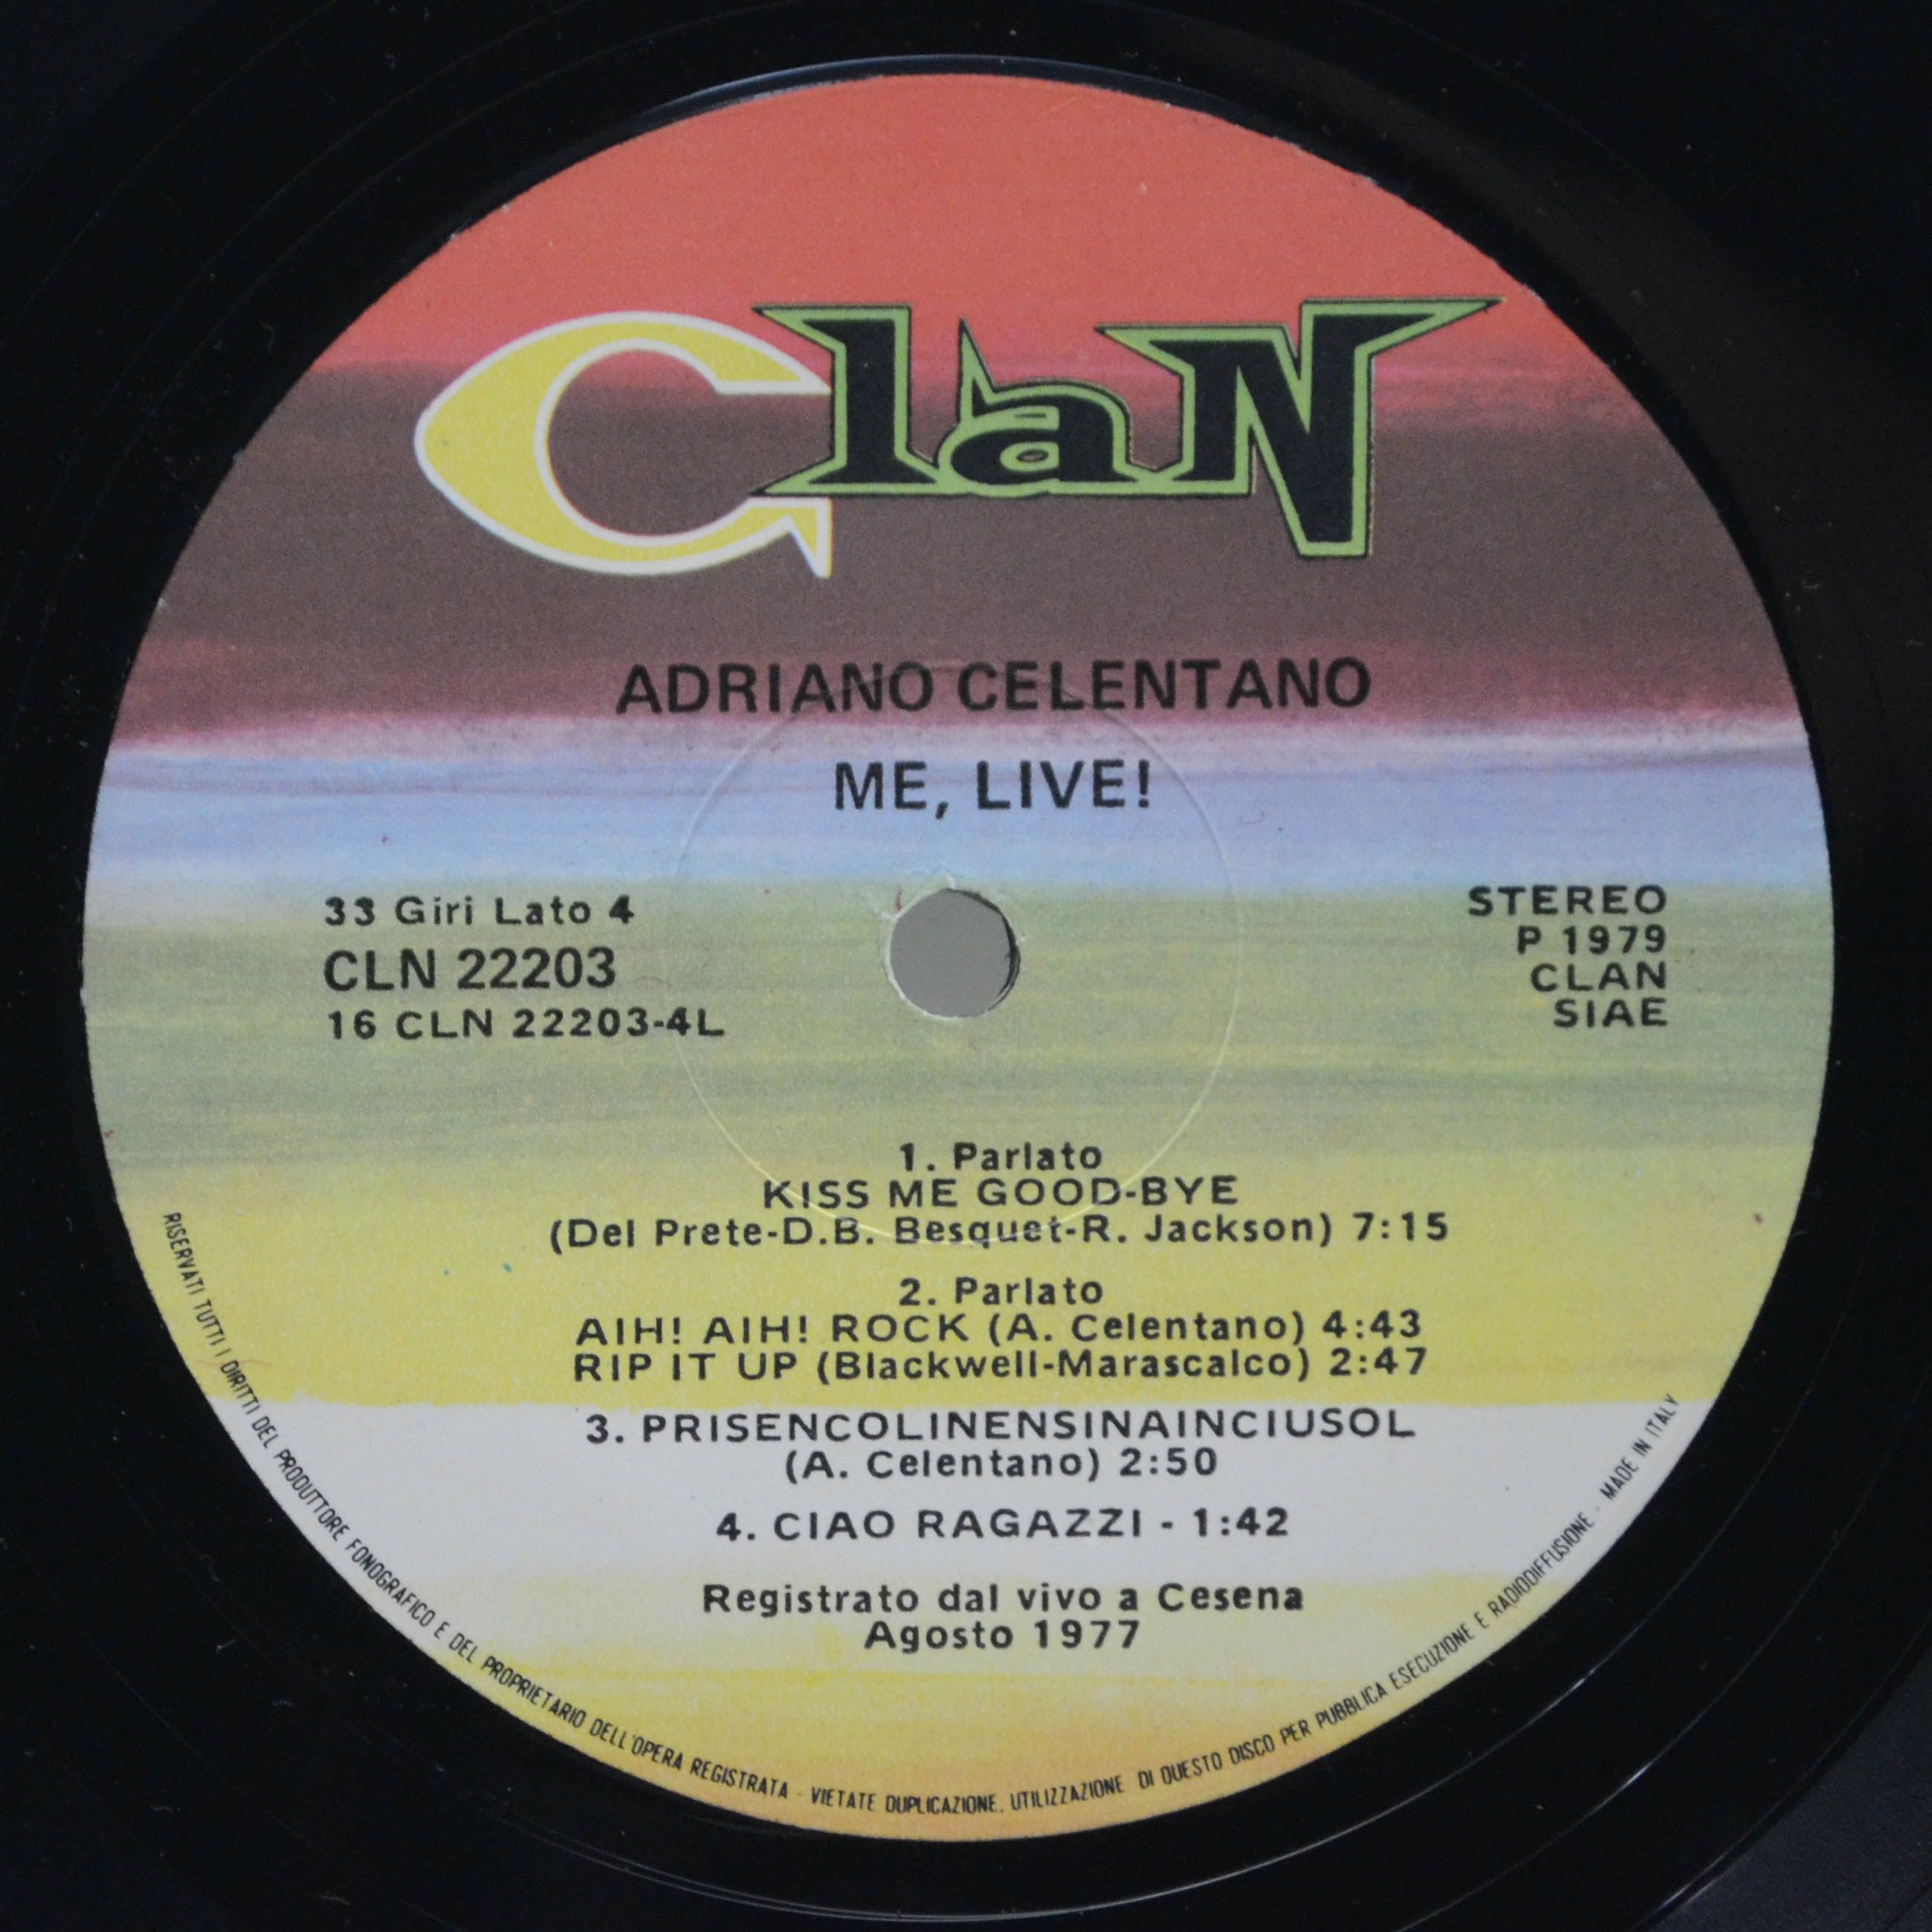 ClaN
ADRIANO CELENTANO
ME, LIVE!
33 Giri Lato 4
CLN 22203
16 CLN 22203-4L
STEREO
P 1979
CLAN
SIAE
1. Parlato
KISS ME GOOD-BYE
(Del Prete-D.B. Besquet-R. Jackson) 7:15
2. Parlato
AIH! AIH! ROCK (A. Celentano) 4:43
RIP IT UP (Blackwell-Marascalco) 2:47
3. PRISENCOLINENSINAINCIUSOL
(A. Celentano) 2:50
4. CIAO RAGAZZI - 1:42
Registrato dal vivo a Cesena
Agosto 1977
RISERVATI TUTTI I DIRITTI DEL PRODUTTORE FONOGRAFICO E DEL PROPRIETARIO DELL'OPERA REGISTRATA - VIETATE DUPLICAZIONE, UTILIZZAZIONE DI QUESTO DISCO PER PUBBLICA ESECUZIONE E RADIODIFFUSIONE - MADE IN ITALY